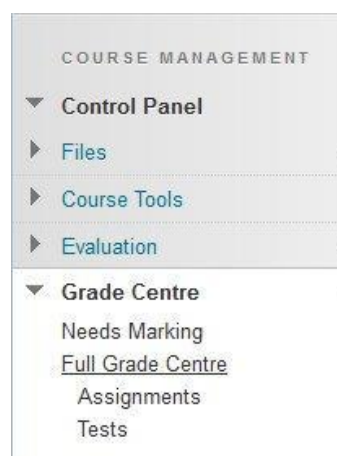 COURSE MANAGEMENT
Control Panel
Files
Course Tools
Evaluation
Grade Centre
Needs Marking
Full Grade Centre
Assignments
Tests